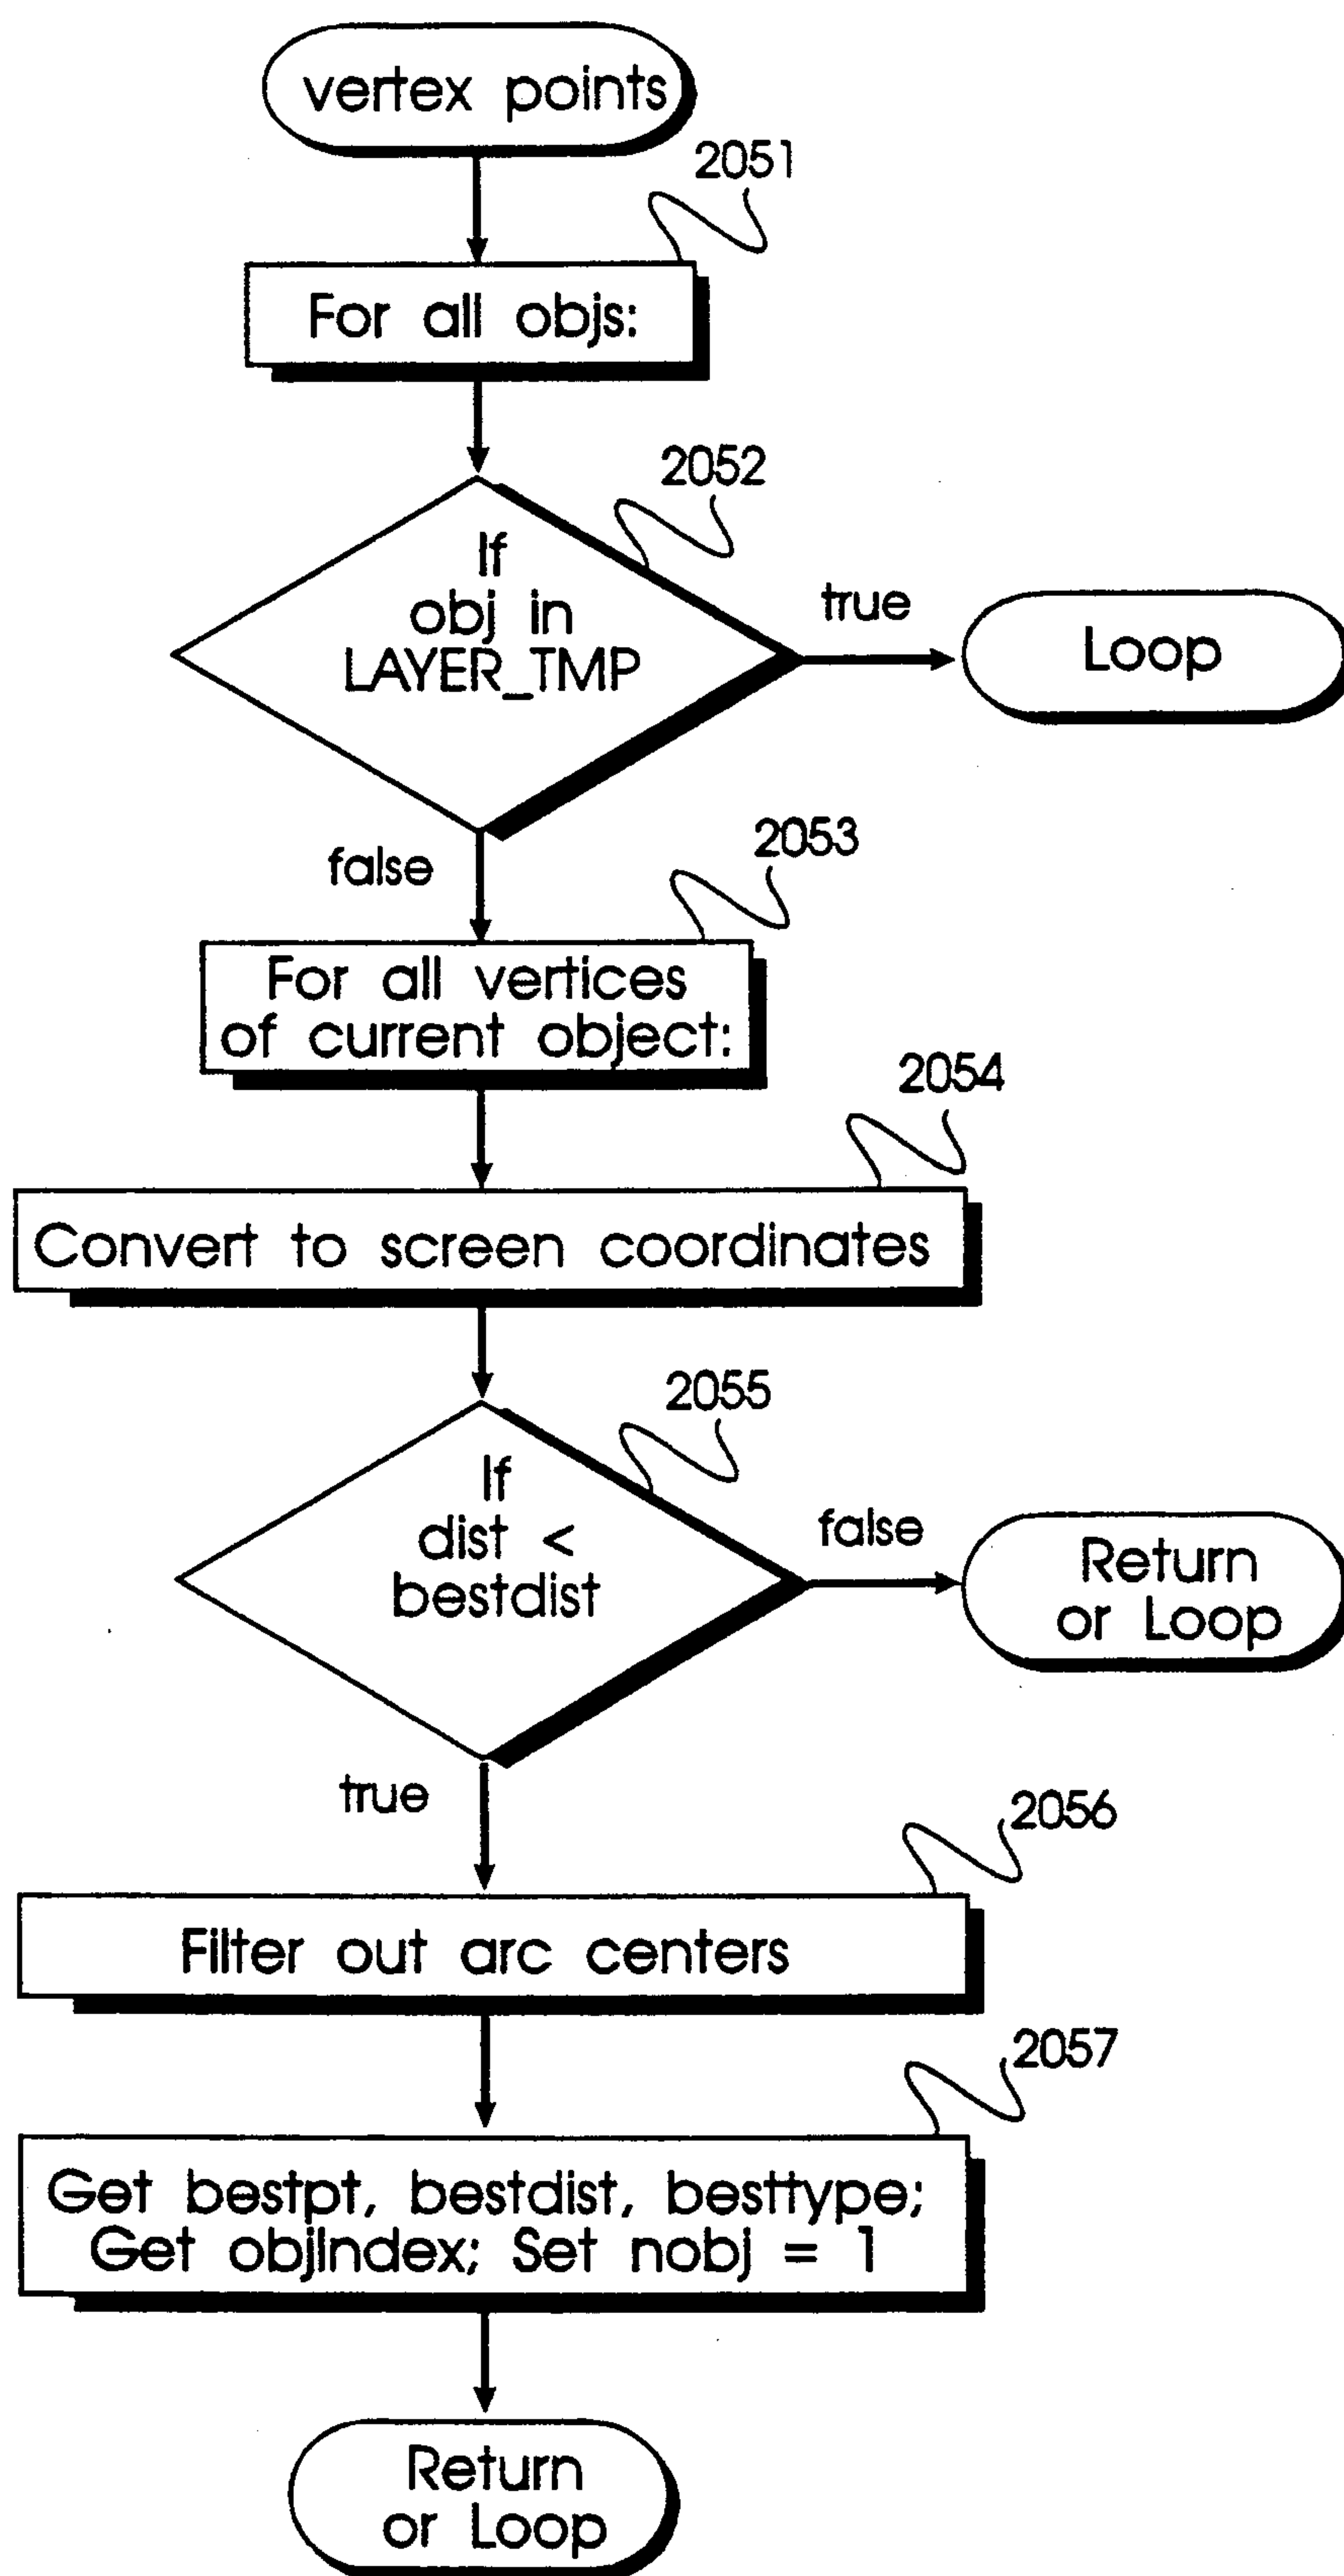 vertex points
2051
For all objs:
2052
If
obj in
LAYER_TMP
true
Loop
false
2053
For all vertices
of current object:
2054
Convert to screen coordinates
2055
If
dist <
bestdist
false
Return
or Loop
true
2056
Filter out arc centers
2057
Get bestpt, bestdist, besttype;
Get objIndex; Set nobj = 1
Return
or Loop